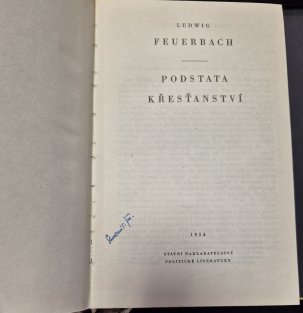 LUDWIG
FEUERBACH
PODSTATA
KŘESŤANSTVÍ
1954
STÁTNÍ NAKLADATELSTVÍ
POLITICKÉ LITERATURY